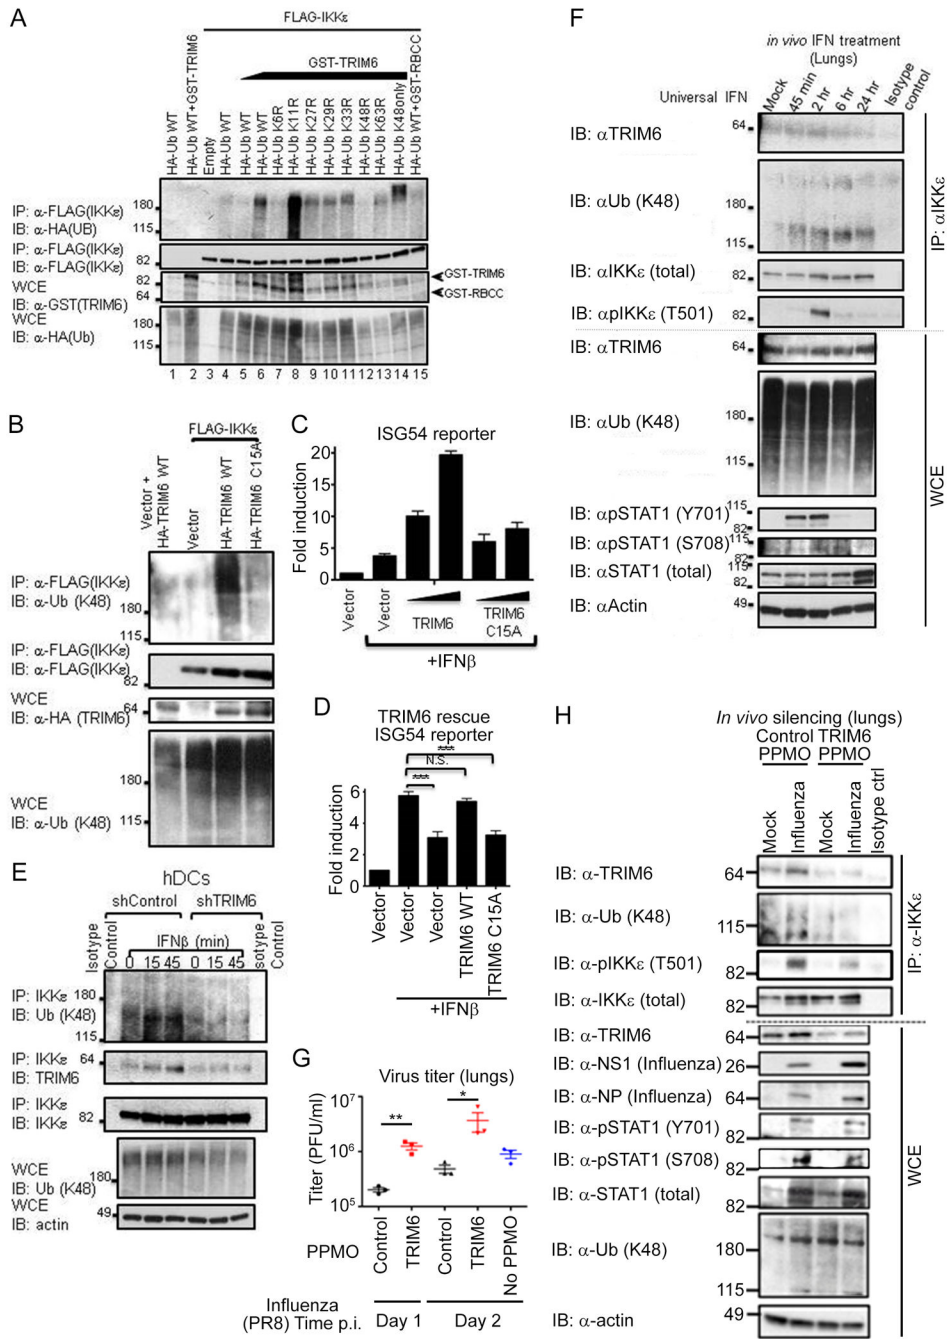 A
FLAG-IKKε
GST-TRIM6
HA-Ub WT
HA-Ub WT+GST-TRIM6
Empty
HA-Ub WT
HA-Ub WT
HA-Ub WT
HA-Ub K6R
HA-Ub K11R
HA-Ub K27R
HA-Ub K29R
HA-Ub K33R
HA-Ub K48R
HA-Ub K63R
HA-Ub K48only
HA-Ub WT+GST-RBCC
IP: α-FLAG(IKKε)
IB: α-HA(UB)
180
115
IP: α-FLAG(IKKε)
IB: α-FLAG(IKKε)
82
WCE
IB: α-GST(TRIM6)
82
64
GST-TRIM6
GST-RBCC
WCE
IB: α-HA(Ub)
180
115
1 2 3 4 5 6 7 8 9 10 11 12 13 14 15
B
FLAG-IKKε
Vector +
HA-TRIM6 WT
Vector
HA-TRIM6 WT
HA-TRIM6 C15A
IP: α-FLAG(IKKε)
IB: α-Ub (K48)
180
115
IP: α-FLAG(IKKε)
IB: α-FLAG(IKKε)
82
WCE
IB: α-HA (TRIM6)
64
180
WCE
IB: α-Ub (K48)
115
C
ISG54 reporter
Fold induction
20
15
10
5
0
Vector
Vector
TRIM6
TRIM6
C15A
+IFNβ
D
TRIM6 rescue
ISG54 reporter
***
N.S.
***
Fold induction
6
4
2
0
Vector
Vector
Vector
TRIM6 WT
TRIM6 C15A
+IFNβ
E
hDCs
shControl shTRIM6
IFNβ (min)
Isotype
Control
0 15 45 0 15 45
sotype
Control
IP: IKKε
IB: Ub (K48)
180
115
IP: IKKε
IB: TRIM6
64
IP: IKKε
IB: IKKε
82
WCE
IB: Ub (K48)
180
WCE
IB: actin
49
F
in vivo IFN treatment
(Lungs)
Universal IFN
Mock
45 min
2 hr
6 hr
24 hr
Isotype
control
IB: αTRIM6
64
IB: αUb (K48)
180
115
IB: αIKKε (total)
82
IB: αpIKKε (T501)
82
IP: αIKKε
IB: αTRIM6
64
IB: αUb (K48)
180
115
IB: αpSTAT1 (Y701)
115
82
IB: αpSTAT1 (S708)
115
82
IB: αSTAT1 (total)
115
82
IB: αActin
49
WCE
G
Virus titer (lungs)
Titer (PFU/ml)
10⁷
10⁶
10⁵
**
*
PPMO
Control
TRIM6
Control
TRIM6
No PPMO
Influenza
(PR8) Time p.i.
Day 1 Day 2
H
In vivo silencing (lungs)
Control TRIM6
PPMO PPMO
Mock
Influenza
Mock
Influenza
Isotype ctrl
IB: α-TRIM6
64
IB: α-Ub (K48)
115
IB: α-pIKKε (T501)
82
IB: α-IKKε (total)
82
IP: α-IKKε
IB: α-TRIM6
64
IB: α-NS1 (Influenza)
26
IB: α-NP (Influenza)
64
IB: α-pSTAT1 (Y701)
82
IB: α-pSTAT1 (S708)
82
IB: α-STAT1 (total)
82
IB: α-Ub (K48)
180
115
IB: α-actin
49
WCE